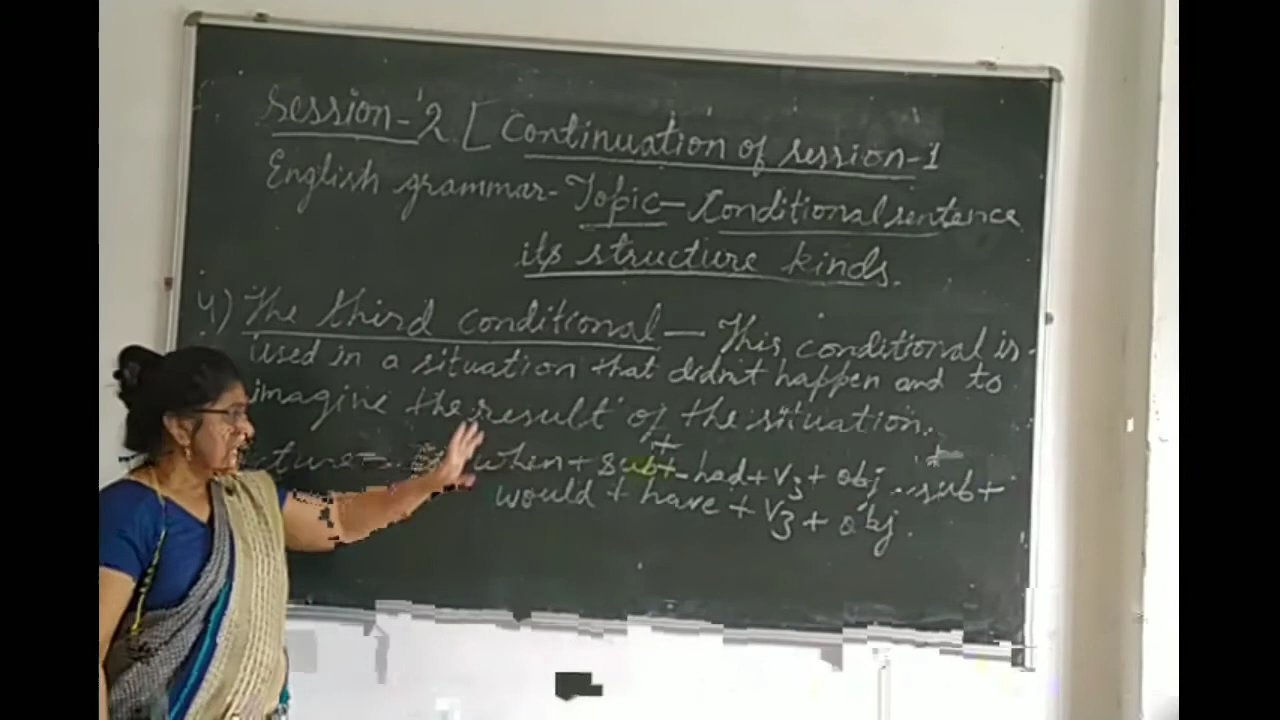 Session-2 [Continuation of session-1
English grammar-Topic-Conditional sentence
its structure kinds.
4) The third conditional - This conditional is
used in a situation that didn't happen and to
imagine the result of the situation.
when + sub + had + V3 + obj .. sub +
would + have + V3 + obj.